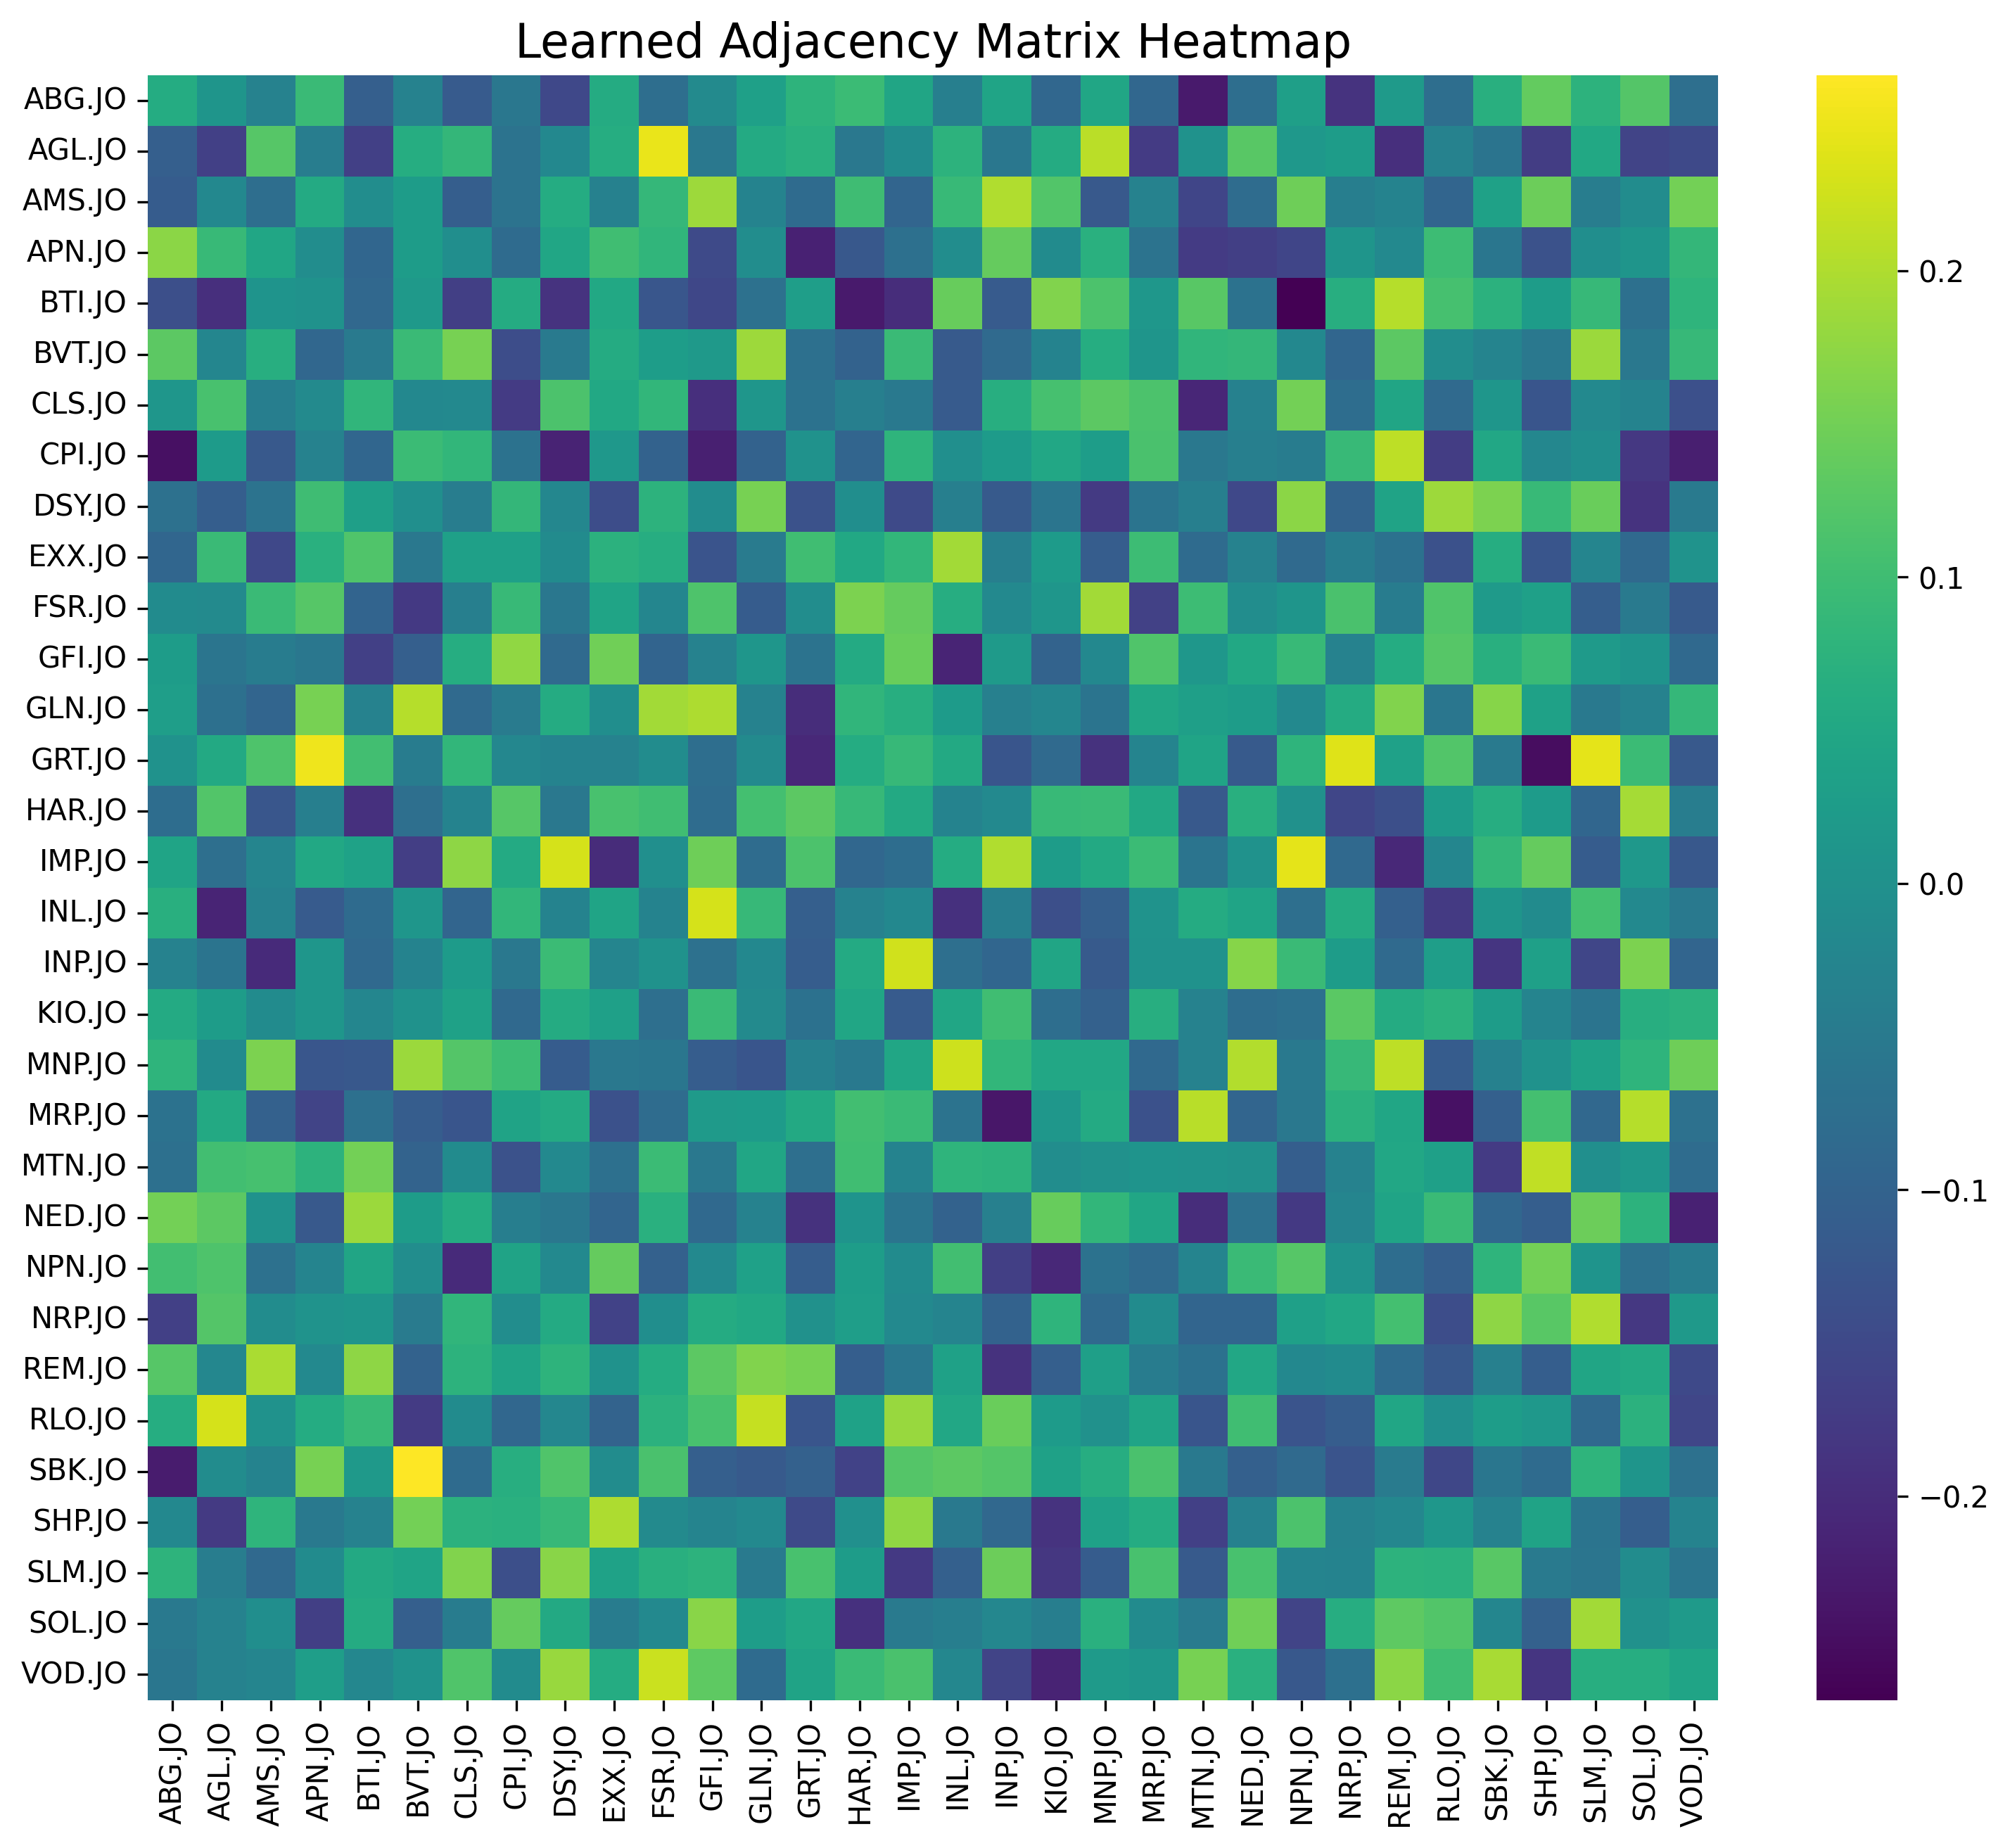 Learned Adjacency Matrix Heatmap
ABG.JO
AGL.JO
AMS.JO
APN.JO
BTI.JO
BVT.JO
CLS.JO
CPI.JO
DSY.JO
EXX.JO
FSR.JO
GFI.JO
GLN.JO
GRT.JO
HAR.JO
IMP.JO
INL.JO
INP.JO
KIO.JO
MNP.JO
MRP.JO
MTN.JO
NED.JO
NPN.JO
NRP.JO
REM.JO
RLO.JO
SBK.JO
SHP.JO
SLM.JO
SOL.JO
VOD.JO
ABG.JO
AGL.JO
AMS.JO
APN.JO
BTI.JO
BVT.JO
CLS.JO
CPI.JO
DSY.JO
EXX.JO
FSR.JO
GFI.JO
GLN.JO
GRT.JO
HAR.JO
IMP.JO
INL.JO
INP.JO
KIO.JO
MNP.JO
MRP.JO
MTN.JO
NED.JO
NPN.JO
NRP.JO
REM.JO
RLO.JO
SBK.JO
SHP.JO
SLM.JO
SOL.JO
VOD.JO
0.2
0.1
0.0
−0.1
−0.2